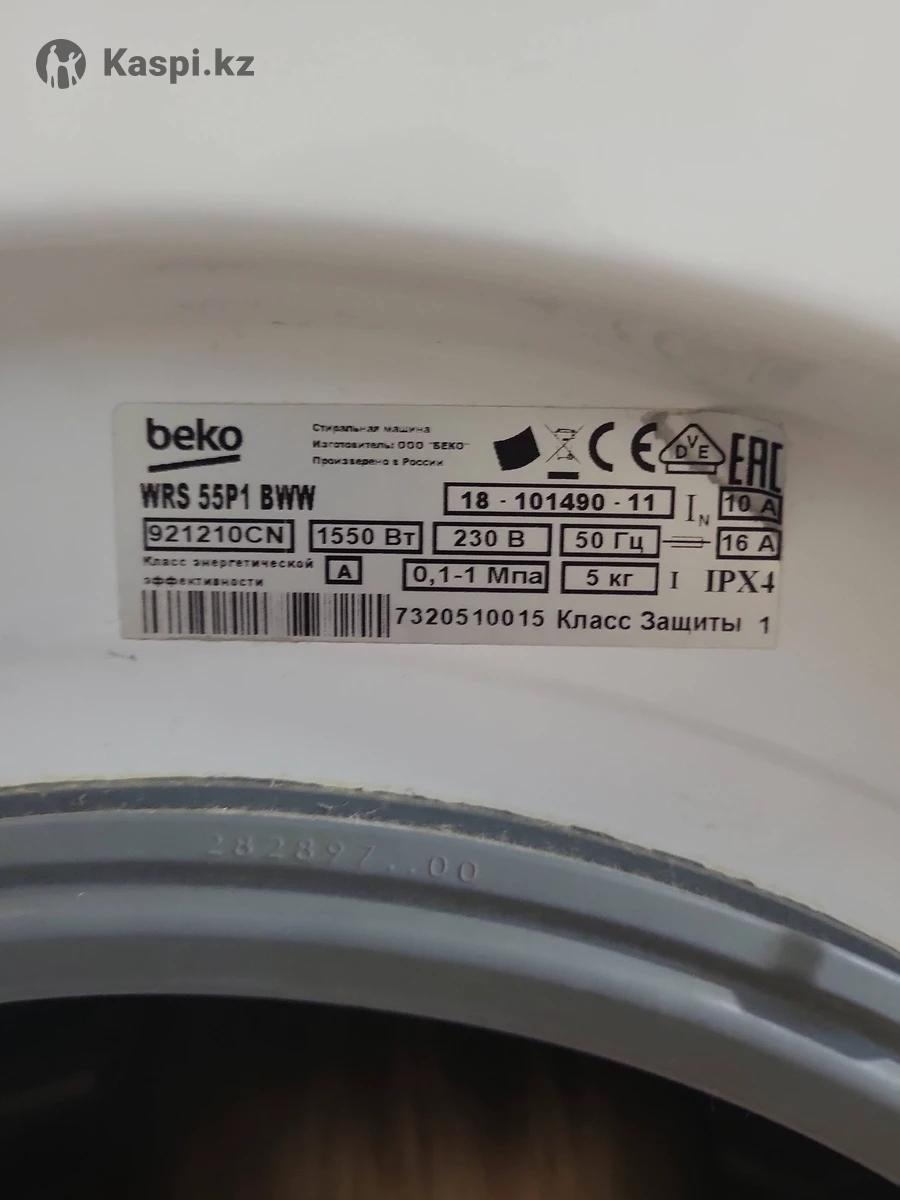 Kaspi.kz
beko
Стиральная машина
Изготовитель: ООО "БЕКО"
Произведено в России
DVE
EAC
WRS 55P1 BWW
18 - 101490 - 11
IN
10 A
921210CN
1550 Вт
230 В
50 Гц
16 A
Класс энергетической
эффективности
A
0,1-1 Мпа
5 кг
I
IPX4
7320510015 Класс Защиты 1
282897..00